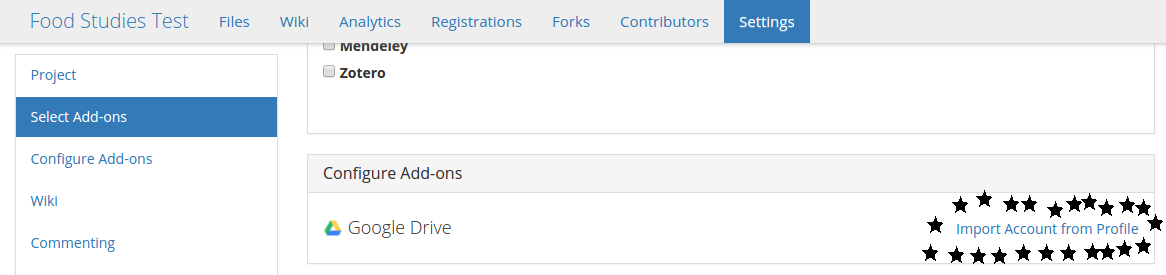 Food Studies Test Files Wiki Analytics Registrations Forks Contributors Settings
Mendeley
Zotero
Project
Select Add-ons
Configure Add-ons
Wiki
Commenting
Configure Add-ons
Google Drive Import Account from Profile